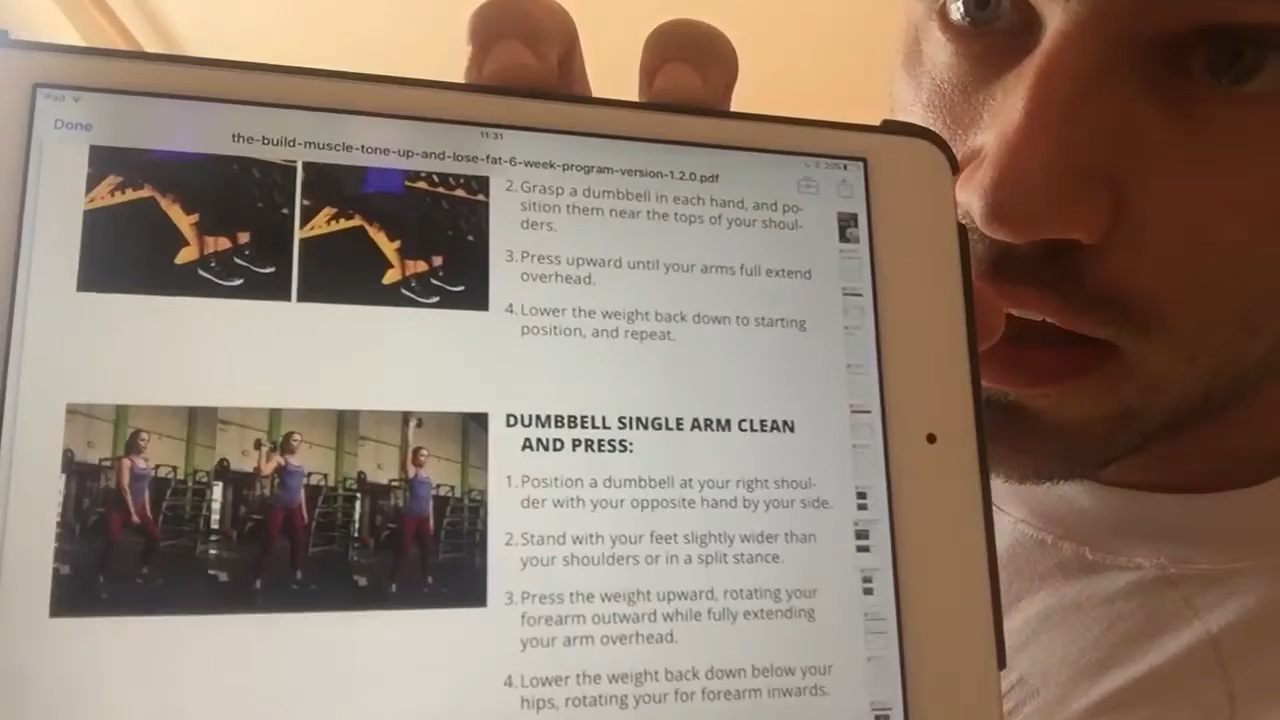 iPad
11:31
20%
Done
the-build-muscle-tone-up-and-lose-fat-6-week-program-version-1.2.0.pdf
2. Grasp a dumbbell in each hand, and po-
sition them near the tops of your shoul-
ders.
3. Press upward until your arms full extend
overhead.
4. Lower the weight back down to starting
position, and repeat.
DUMBBELL SINGLE ARM CLEAN
AND PRESS:
1. Position a dumbbell at your right shoul-
der with your opposite hand by your side.
2. Stand with your feet slightly wider than
your shoulders or in a split stance.
3. Press the weight upward, rotating your
forearm outward while fully extending
your arm overhead.
4. Lower the weight back down below your
hips, rotating your for forearm inwards.